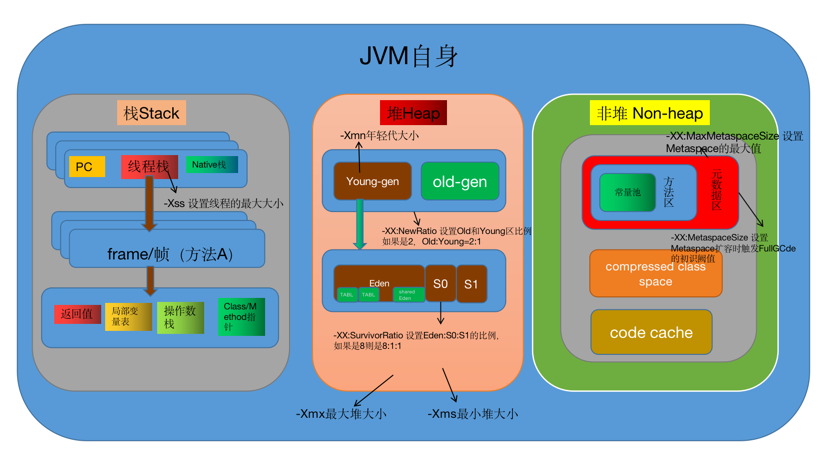 JVM自身
栈Stack
PC
线程栈
Native栈
-Xss 设置线程的最大大小
frame/帧（方法A）
返回值
局部变
量表
操作数
栈
Class/M
ethod指
针
堆Heap
-Xmn年轻代大小
Young-gen
old-gen
-XX:NewRatio 设置Old和Young区比例
如果是2，Old:Young=2:1
Eden
TABL
TABL
shared
Eden
S0
S1
-XX:SurvivorRatio 设置Eden:S0:S1的比例，
如果是8则是8:1:1
-Xmx最大堆大小
-Xms最小堆大小
非堆 Non-heap
-XX:MaxMetaspaceSize 设置
Metaspace的最大值
常量池
方法区
元数据区
-XX:MetaspaceSize 设置
Metaspace扩容时触发FullGCde
的初识阙值
compressed class
space
code cache